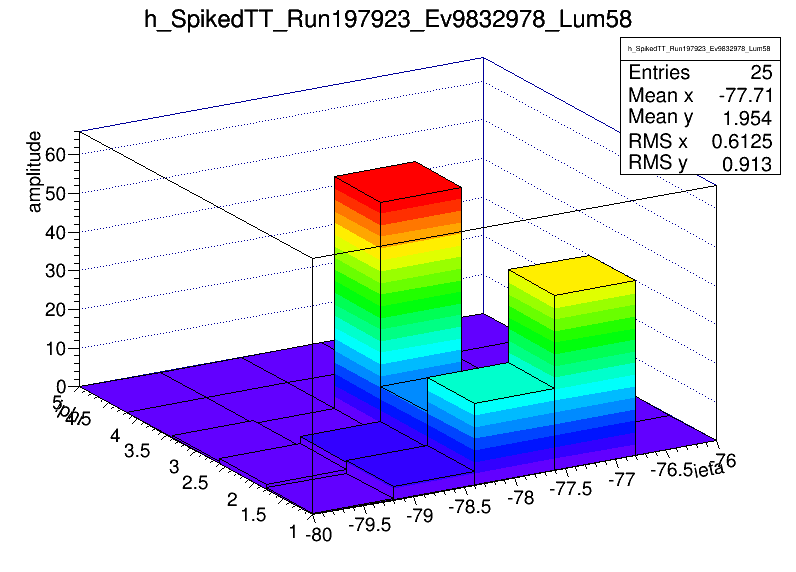 h_SpikedTT_Run197923_Ev9832978_Lum58
h_SpikedTT_Run197923_Ev9832978_Lum58
Entries 25
Mean x -77.71
Mean y 1.954
RMS x 0.6125
RMS y 0.913
amplitude
60
50
40
30
20
10
0
5
4.5
4
3.5
3
2.5
2
1.5
1
-80
-79.5
-79
-78.5
-78
-77.5
-77
-76.5
-76
ieta